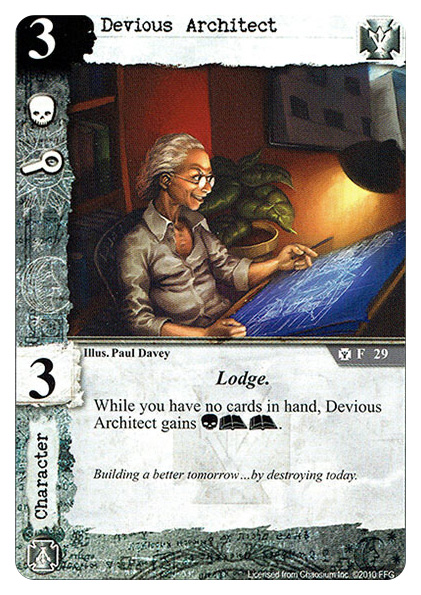 3
Devious Architect
Illus. Paul Davey
F 29
3
Lodge.
While you have no cards in hand, Devious
Architect gains .
Building a better tomorrow…by destroying today.
Character
Licensed from Chaosium Inc. ©2010 FFG